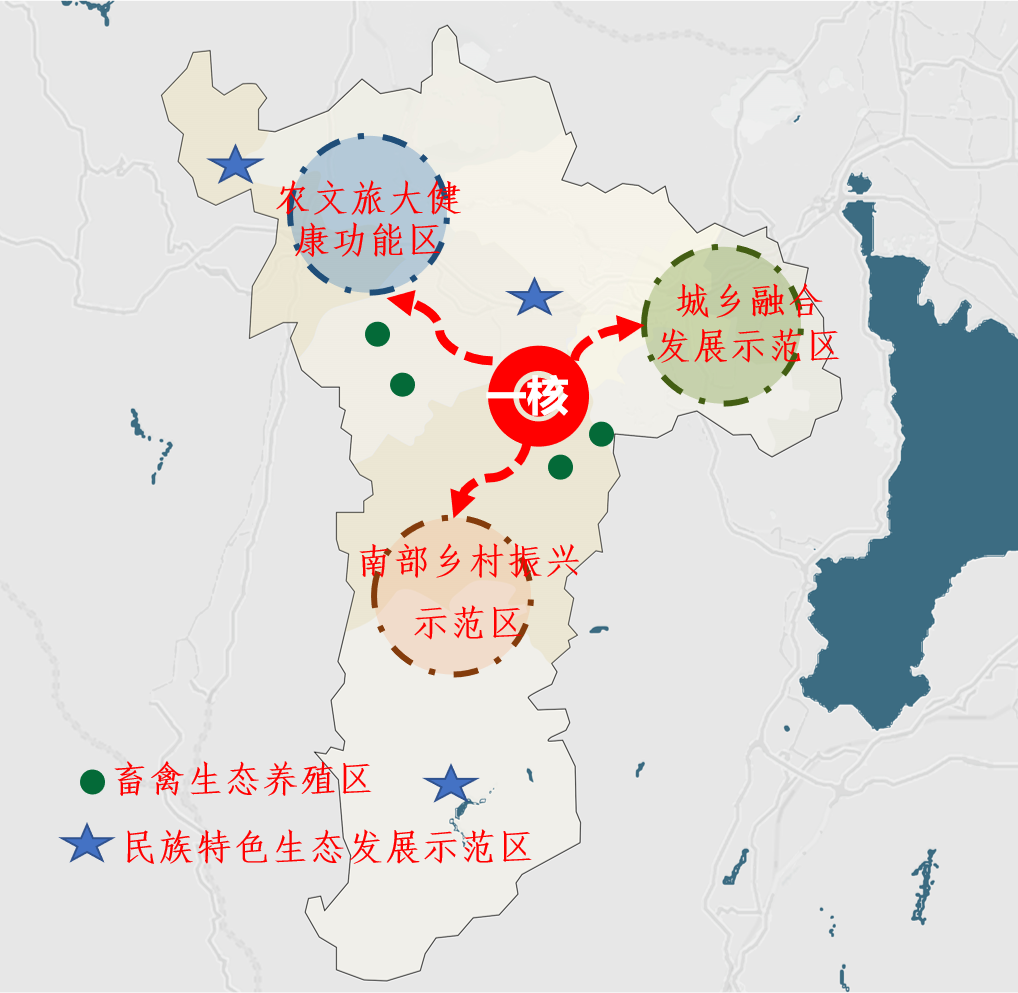 农文旅大健
康功能区
城乡融合
发展示范区
一核
南部乡村振兴
示范区
畜禽生态养殖区
民族特色生态发展示范区